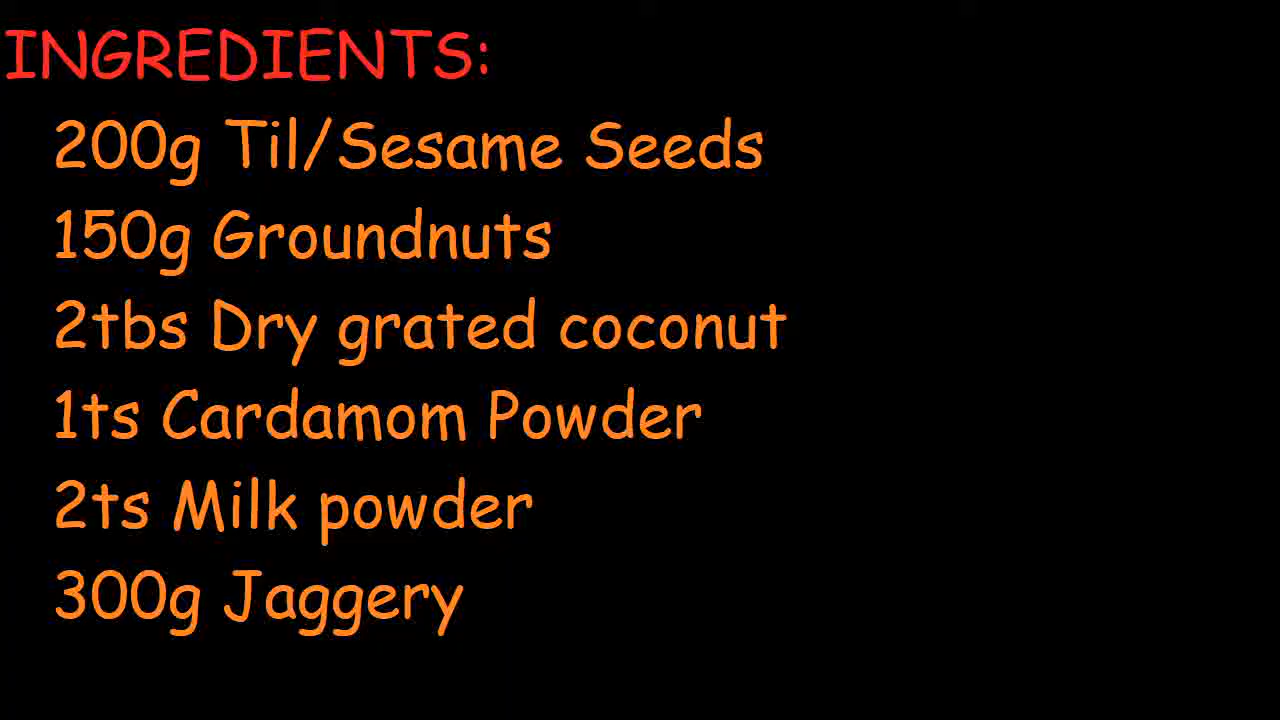 INGREDIENTS:
200g Til/Sesame Seeds
150g Groundnuts
2tbs Dry grated coconut
1ts Cardamom Powder
2ts Milk powder
300g Jaggery